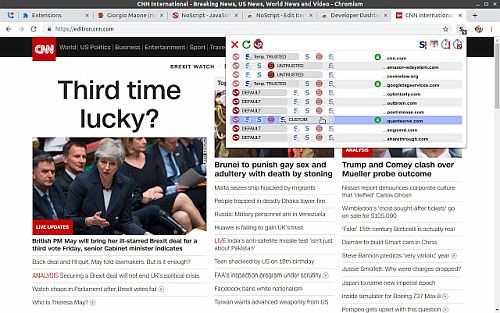 CNN International - Breaking News, US News, World News and Video - Chromium
Extensions
Giorgio Maone (m
NoScript - JavaScri
NoScript - Edit Iter
Developer Dashbo
CNN International
https://edition.cnn.com
CNN
World
US Politics
Business
Entertainment
Sport
Travel
BREXIT WATCH
Third time
lucky?
LIVE UPDATES
British PM May will bring her ill-starred Brexit deal for a
third vote Friday, senior Cabinet minister indicates
Back deal and I'll quit, May told lawmakers. But is it enough?
ANALYSIS Securing a Brexit deal will not end UK's political crisis
Watch chaos in Parliament after Brexit votes fail
Who is Theresa May?
Temp. TRUSTED
...cnn.com
UNTRUSTED
...amazon-adsystem.com
UNTRUSTED
...cookielaw.org
Temp. TRUSTED
...googletagservices.com
DEFAULT
...optimizely.com
DEFAULT
...outbrain.com
DEFAULT
...postrelease.com
CUSTOM
...quantserve.com
DEFAULT
...segment.com
DEFAULT
...sharethrough.com
Brunei to punish gay sex and
adultery with death by stoning
Malta seizes ship hijacked by migrants
People trapped in deadly Dhaka tower fire
Russia: Military personnel are in Venezuela
Huawei is failing to gain UK's trust
LIVE India's anti-satellite missile test 'isn't just
about Pakistan'
Teen shackled by US on 18th birthday
FAA's inspection program under scrutiny
Facebook bans white nationalism
Taiwan wants advanced weaponry from US
ANALYSIS
Trump and Comey clash over
Mueller probe outcome
Nissan report denounces corporate culture
that 'deified' Carlos Ghosn
Wimbledon's 'most sought-after tickets' go
on sale for $105,000
'Fake' 15th century Botticelli is actually real
Daimler to build Smart cars in China
Steve Bannon predicts 'very vitriolic' year
Jussie Smollett: Why were charges dropped?
Japan to name new imperial epoch
Inside simulator for Boeing 737 Max 8
Pompeo gets upset with this question